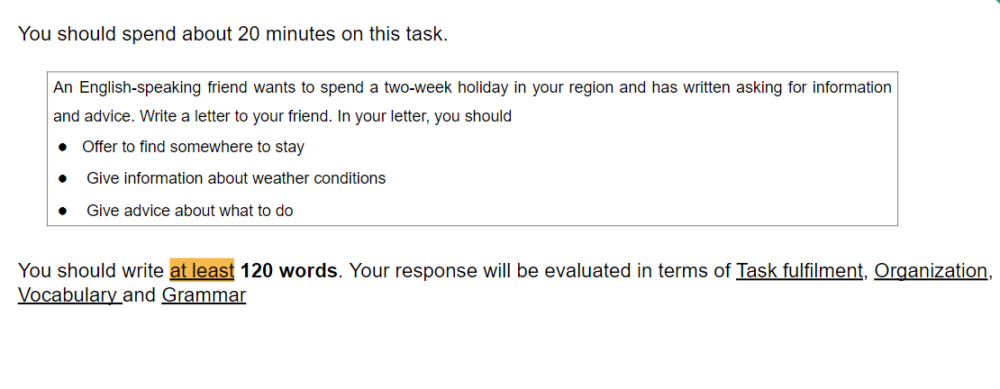 You should spend about 20 minutes on this task.
An English-speaking friend wants to spend a two-week holiday in your region and has written asking for information
and advice. Write a letter to your friend. In your letter, you should
● Offer to find somewhere to stay
● Give information about weather conditions
● Give advice about what to do
You should write at least 120 words. Your response will be evaluated in terms of Task fulfilment, Organization,
Vocabulary and Grammar